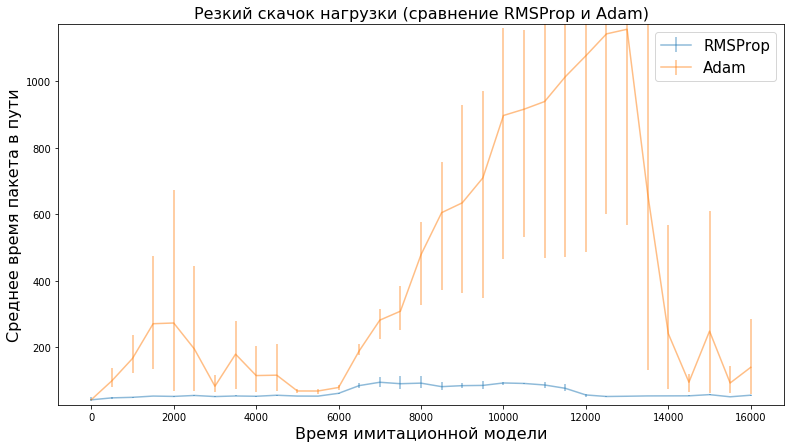 Резкий скачок нагрузки (сравнение RMSProp и Adam)
RMSProp
Adam
Среднее время пакета в пути
1000
800
600
400
200
0 2000 4000 6000 8000 10000 12000 14000 16000
Время имитационной модели